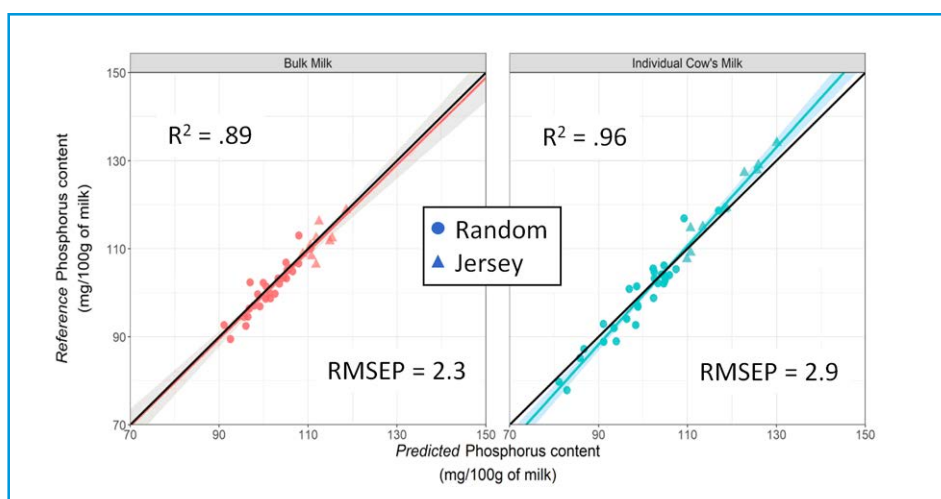 Bulk Milk
Individual Cow's Milk
Reference Phosphorus content
(mg/100g of milk)
150
130
110
90
70
R² = .89
R² = .96
Random
Jersey
RMSEP = 2.3
RMSEP = 2.9
70 90 110 130 150
70 90 110 130 150
Predicted Phosphorus content
(mg/100g of milk)